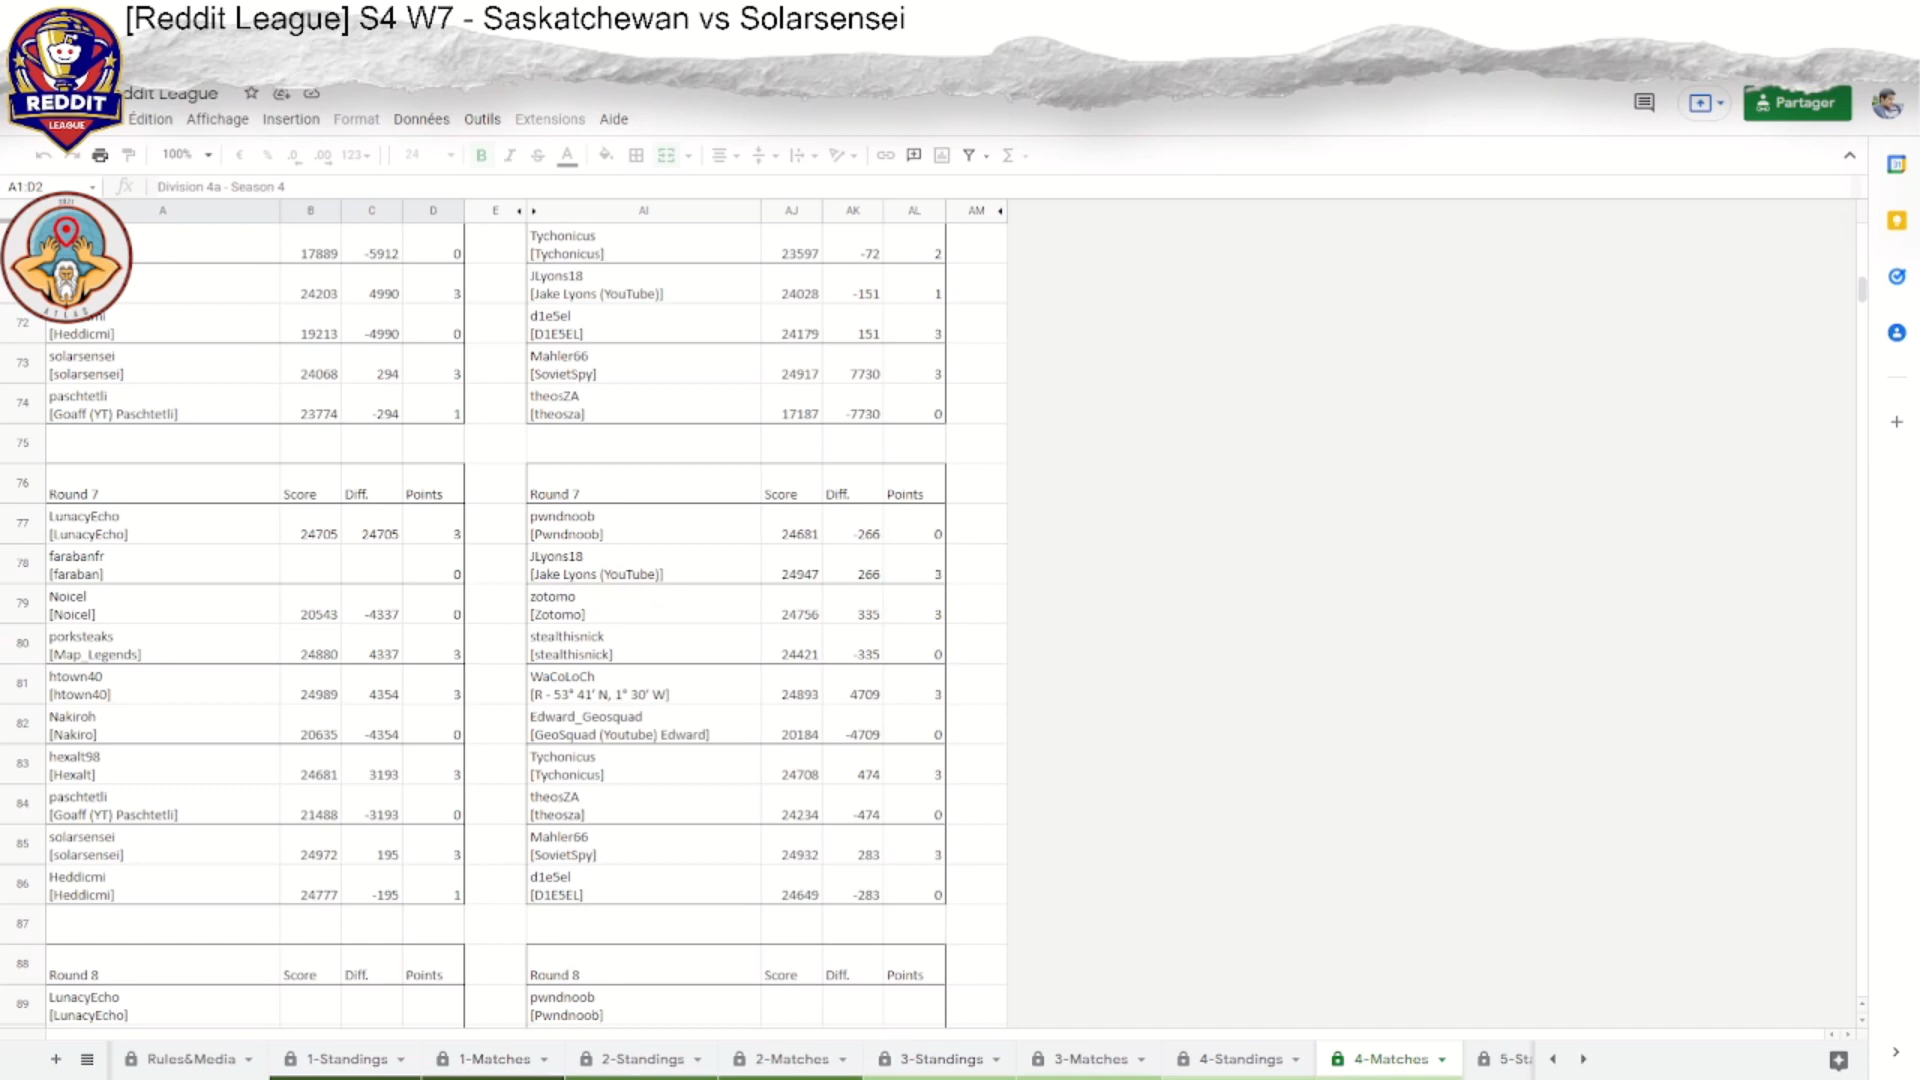 [Reddit League] S4 W7 - Saskatchewan vs Solarsensei
REDDIT
LEAGUE
ddit League
Partager
Édition Affichage Insertion Format Données Outils Extensions Aide
100% € % .0 .00 123 24 B I S A
A1:D2 fx Division 4a - Season 4
A B C D E AI AJ AK AL AM
2021
ATLAS
17889 -5912 0
Tychonicus
[Tychonicus] 23597 -72 2
24203 4990 3
JLyons18
[Jake Lyons (YouTube)] 24028 -151 1
72 [Heddicmi] 19213 -4990 0
d1e5el
[D1E5EL] 24179 151 3
73 solarsensei
[solarsensei] 24068 294 3
Mahler66
[SovietSpy] 24917 7730 3
74 paschtetli
[Goaff (YT) Paschtetli] 23774 -294 1
theosZA
[theosza] 17187 -7730 0
75
76 Round 7 Score Diff. Points
Round 7 Score Diff. Points
77 LunacyEcho
[LunacyEcho] 24705 24705 3
pwndnoob
[Pwndnoob] 24681 -266 0
78 farabanfr
[faraban] 0
JLyons18
[Jake Lyons (YouTube)] 24947 266 3
79 Noicel
[Noicel] 20543 -4337 0
zotomo
[Zotomo] 24756 335 3
80 porksteaks
[Map_Legends] 24880 4337 3
stealthisnick
[stealthisnick] 24421 -335 0
81 htown40
[htown40] 24989 4354 3
WaCoLoCh
[R - 53° 41' N, 1° 30' W] 24893 4709 3
82 Nakiroh
[Nakiro] 20635 -4354 0
Edward_Geosquad
[GeoSquad (Youtube) Edward] 20184 -4709 0
83 hexalt98
[Hexalt] 24681 3193 3
Tychonicus
[Tychonicus] 24708 474 3
84 paschtetli
[Goaff (YT) Paschtetli] 21488 -3193 0
theosZA
[theosza] 24234 -474 0
85 solarsensei
[solarsensei] 24972 195 3
Mahler66
[SovietSpy] 24932 283 3
86 Heddicmi
[Heddicmi] 24777 -195 1
d1e5el
[D1E5EL] 24649 -283 0
87
88 Round 8 Score Diff. Points
Round 8 Score Diff. Points
89 LunacyEcho
[LunacyEcho]
pwndnoob
[Pwndnoob]
Rules&Media 1-Standings 1-Matches 2-Standings 2-Matches 3-Standings 3-Matches 4-Standings 4-Matches 5-Sta